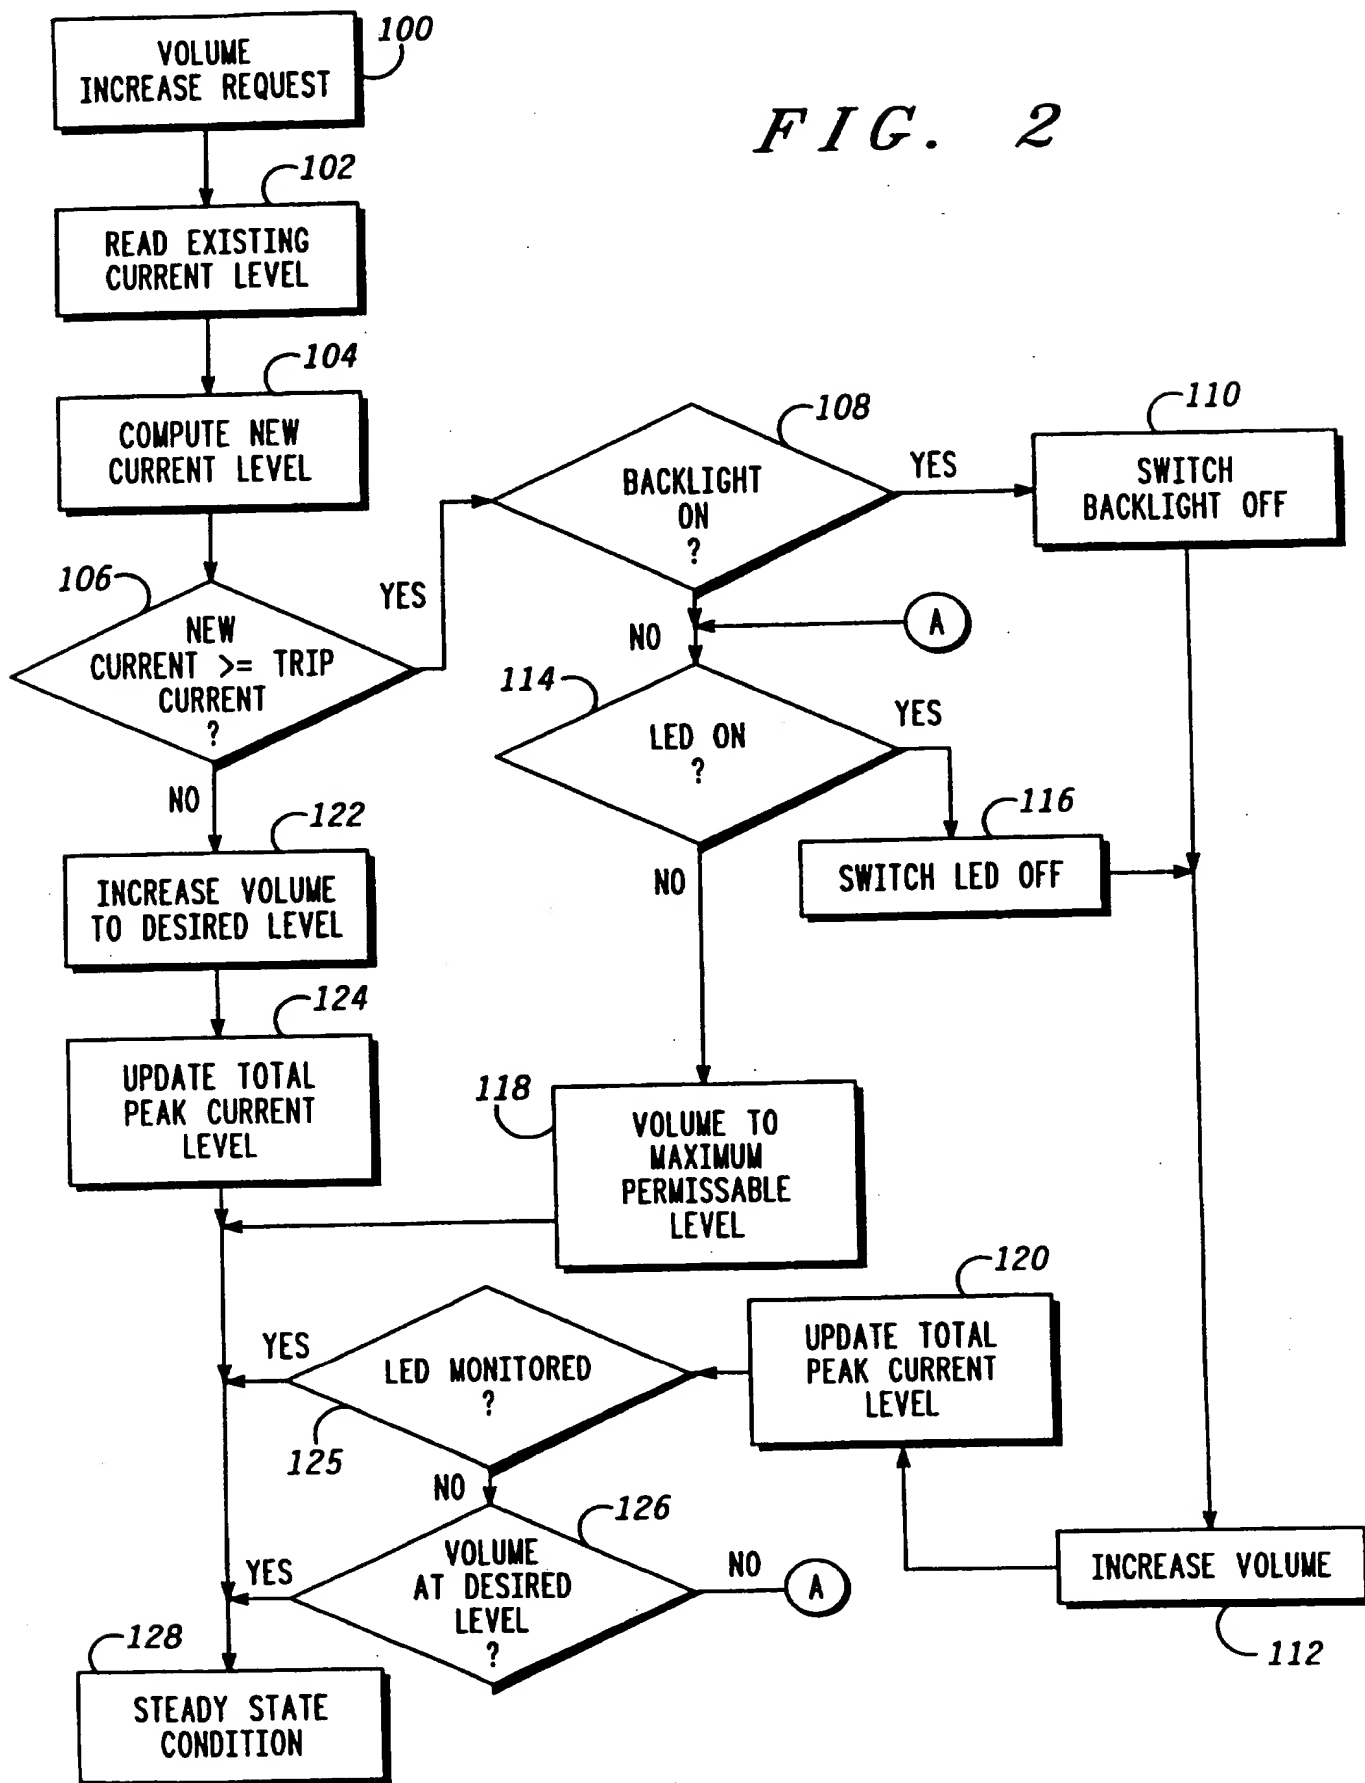 100
VOLUME
INCREASE REQUEST
FIG. 2
102
READ EXISTING
CURRENT LEVEL
104
COMPUTE NEW
CURRENT LEVEL
106
NEW
CURRENT >= TRIP
CURRENT
?
YES
NO
108
BACKLIGHT
ON
?
YES
NO
110
SWITCH
BACKLIGHT OFF
A
114
LED ON
?
YES
NO
116
SWITCH LED OFF
122
INCREASE VOLUME
TO DESIRED LEVEL
124
UPDATE TOTAL
PEAK CURRENT
LEVEL
118
VOLUME TO
MAXIMUM
PERMISSABLE
LEVEL
120
UPDATE TOTAL
PEAK CURRENT
LEVEL
YES
LED MONITORED
?
125
NO
126
VOLUME
AT DESIRED
LEVEL
?
YES
NO
A
INCREASE VOLUME
112
128
STEADY STATE
CONDITION